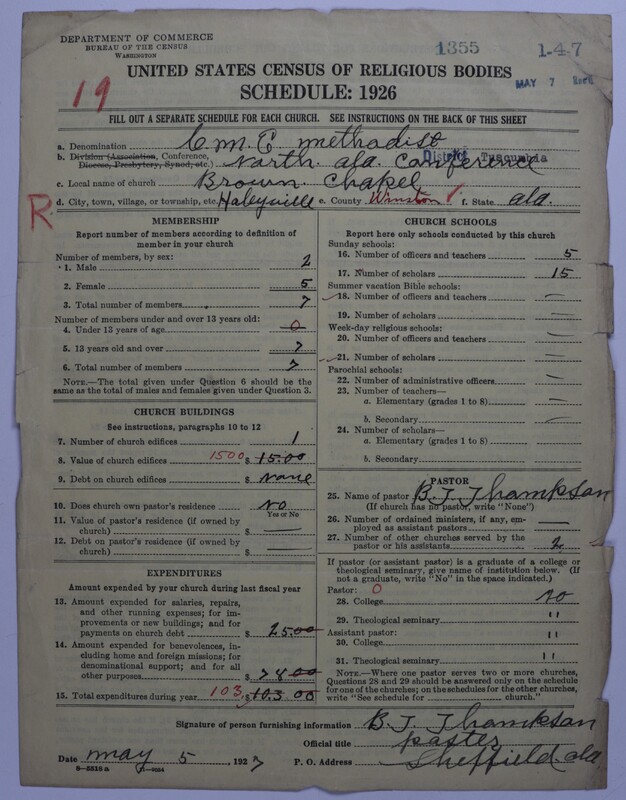 DEPARTMENT OF COMMERCE
BUREAU OF THE CENSUS
WASHINGTON
1355 1-47
19
MAY 7
UNITED STATES CENSUS OF RELIGIOUS BODIES
SCHEDULE: 1926
FILL OUT A SEPARATE SCHEDULE FOR EACH CHURCH. SEE INSTRUCTIONS ON THE BACK OF THIS SHEET
a. Denomination C.M.E. methodist
b. Division (Association, Conference, Diocese, Presbytery, Synod, etc.) North. ala. Conference District Tuscumbia
c. Local name of church Brown. Chapel
d. City, town, village, or township, etc. Haleyville e. County Winston f. State ala.
R
MEMBERSHIP
Report number of members according to definition of member in your church
Number of members, by sex:
1. Male 2
2. Female 5
3. Total number of members 7
Number of members under and over 13 years old:
4. Under 13 years of age 0
5. 13 years old and over 7
6. Total number of members 7
NOTE.—The total given under Question 6 should be the same as the total of males and females given under Question 3.
CHURCH BUILDINGS
See instructions, paragraphs 10 to 12
7. Number of church edifices 1
8. Value of church edifices 1500 $ 15.00
9. Debt on church edifices $ None
10. Does church own pastor's residence? NO
Yes or No
11. Value of pastor's residence (if owned by church) $ —
12. Debt on pastor's residence (if owned by church) $ —
EXPENDITURES
Amount expended by your church during last fiscal year
13. Amount expended for salaries, repairs, and other running expenses; for improvements or new buildings; and for payments on church debt $ 25.00
14. Amount expended for benevolences, including home and foreign missions; for denominational support; and for all other purposes $ 78 00
15. Total expenditures during year 103 $ 103.00
CHURCH SCHOOLS
Report here only schools conducted by this church
Sunday schools:
16. Number of officers and teachers 5
17. Number of scholars 15
Summer vacation Bible schools:
18. Number of officers and teachers —
19. Number of scholars —
Week-day religious schools:
20. Number of officers and teachers —
21. Number of scholars —
Parochial schools:
22. Number of administrative officers —
23. Number of teachers—
a. Elementary (grades 1 to 8) —
b. Secondary —
24. Number of scholars—
a. Elementary (grades 1 to 8) —
b. Secondary
PASTOR
25. Name of pastor B. J. Thomkson
(If church has no pastor, write "None")
26. Number of ordained ministers, if any, employed as assistant pastors —
27. Number of other churches served by the pastor or his assistants 2
If pastor (or assistant pastor) is a graduate of a college or theological seminary, give name of institution below. (If not a graduate, write "No" in the space indicated.)
Pastor: 0
28. College No
29. Theological seminary "
Assistant pastor:
30. College "
31. Theological seminary "
NOTE.—Where one pastor serves two or more churches, Questions 28 and 29 should be answered only on the schedule for one of the churches; on the schedules for the other churches, write "See schedule for church."
Signature of person furnishing information B. J. Thomkson
Official title paster
Date may 5, 1927 P. O. Address Sheffield. ala
8—5518 a